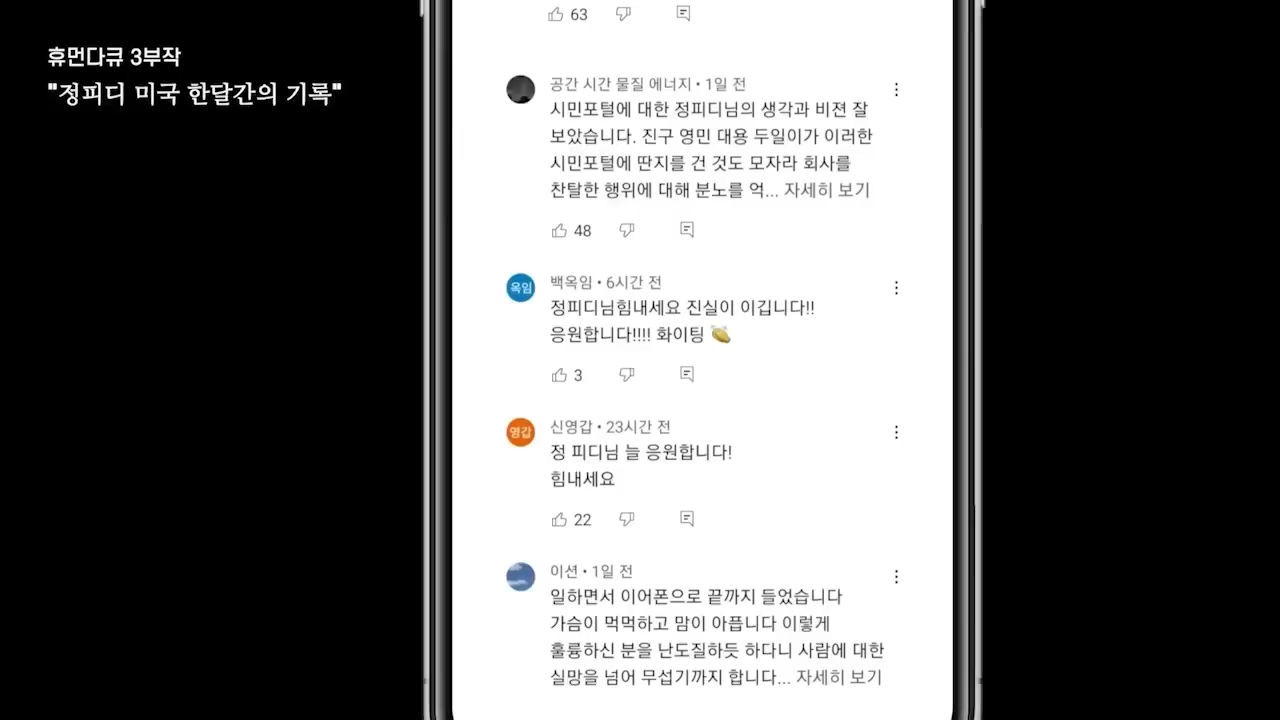 휴먼다큐 3부작
"정피디 미국 한달간의 기록"
63
공간 시간 물질 에너지 • 1일 전
시민포털에 대한 정피디님의 생각과 비젼 잘
보았습니다. 진구 영민 대용 두일이가 이러한
시민포털에 딴지를 건 것도 모자라 회사를
찬탈한 행위에 대해 분노를 억... 자세히 보기
48
옥임
백옥임 • 6시간 전
정피디님힘내세요 진실이 이깁니다!!
응원합니다!!!! 화이팅
3
영갑
신영갑 • 23시간 전
정 피디님 늘 응원합니다!
힘내세요
22
이션 • 1일 전
일하면서 이어폰으로 끝까지 들었습니다
가슴이 먹먹하고 맘이 아픕니다 이렇게
훌륭하신 분을 난도질하듯 하다니 사람에 대한
실망을 넘어 무섭기까지 합니다... 자세히 보기